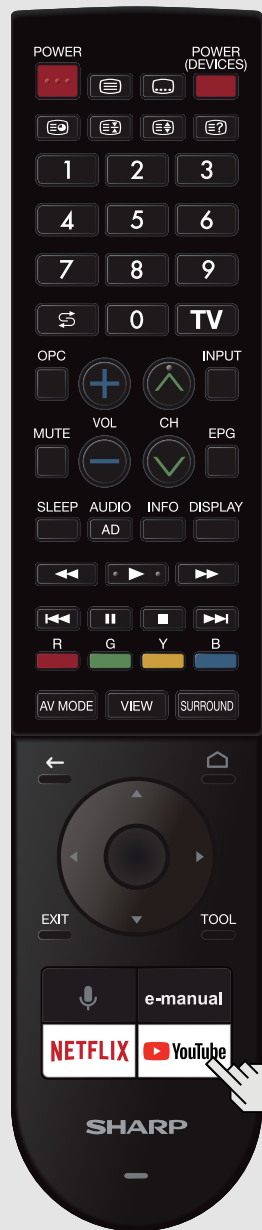 POWER POWER
(DEVICES)
1 2 3
4 5 6
7 8 9
0 TV
OPC INPUT
MUTE VOL CH EPG
SLEEP AUDIO INFO DISPLAY
AD
R G Y B
AV MODE VIEW SURROUND
EXIT TOOL
e-manual
NETFLIX YouTube
SHARP